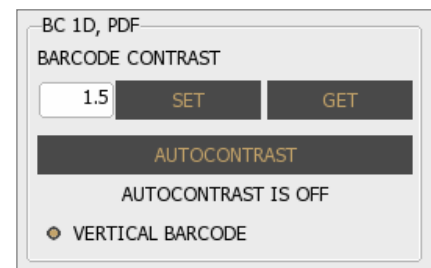 BC 1D, PDF
BARCODE CONTRAST
1.5 SET GET
AUTOCONTRAST
AUTOCONTRAST IS OFF
VERTICAL BARCODE